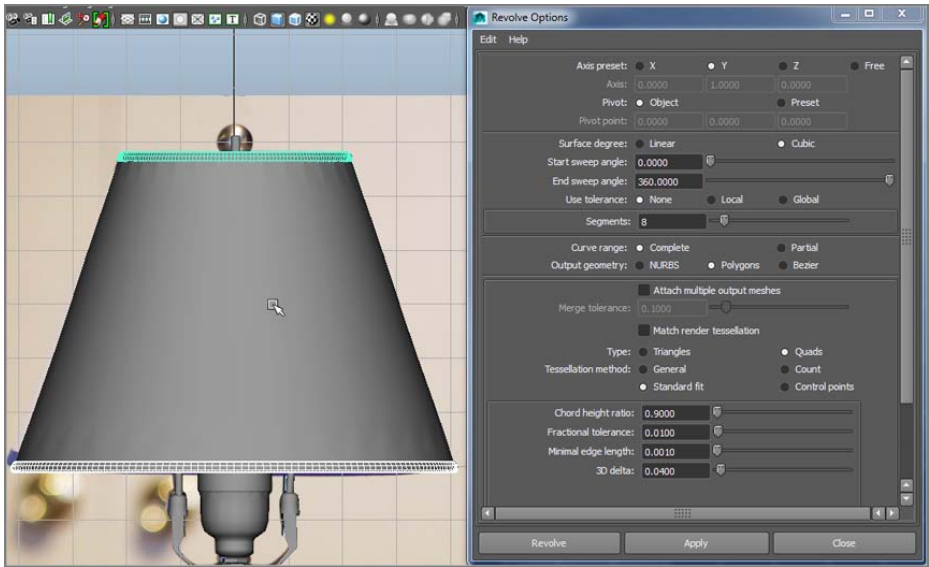 Revolve Options
Edit Help
Axis preset: X Y Z Free
Axis: 0.0000 1.0000 0.0000
Pivot: Object Preset
Pivot point: 0.0000 0.0000 0.0000
Surface degree: Linear Cubic
Start sweep angle: 0.0000
End sweep angle: 360.0000
Use tolerance: None Local Global
Segments: 8
Curve range: Complete Partial
Output geometry: NURBS Polygons Bezier
Attach multiple output meshes
Merge tolerance: 0.1000
Match render tessellation
Type: Triangles Quads
Tessellation method: General Count
Standard fit Control points
Chord height ratio: 0.9000
Fractional tolerance: 0.0100
Minimal edge length: 0.0010
3D delta: 0.0400
Revolve Apply Close